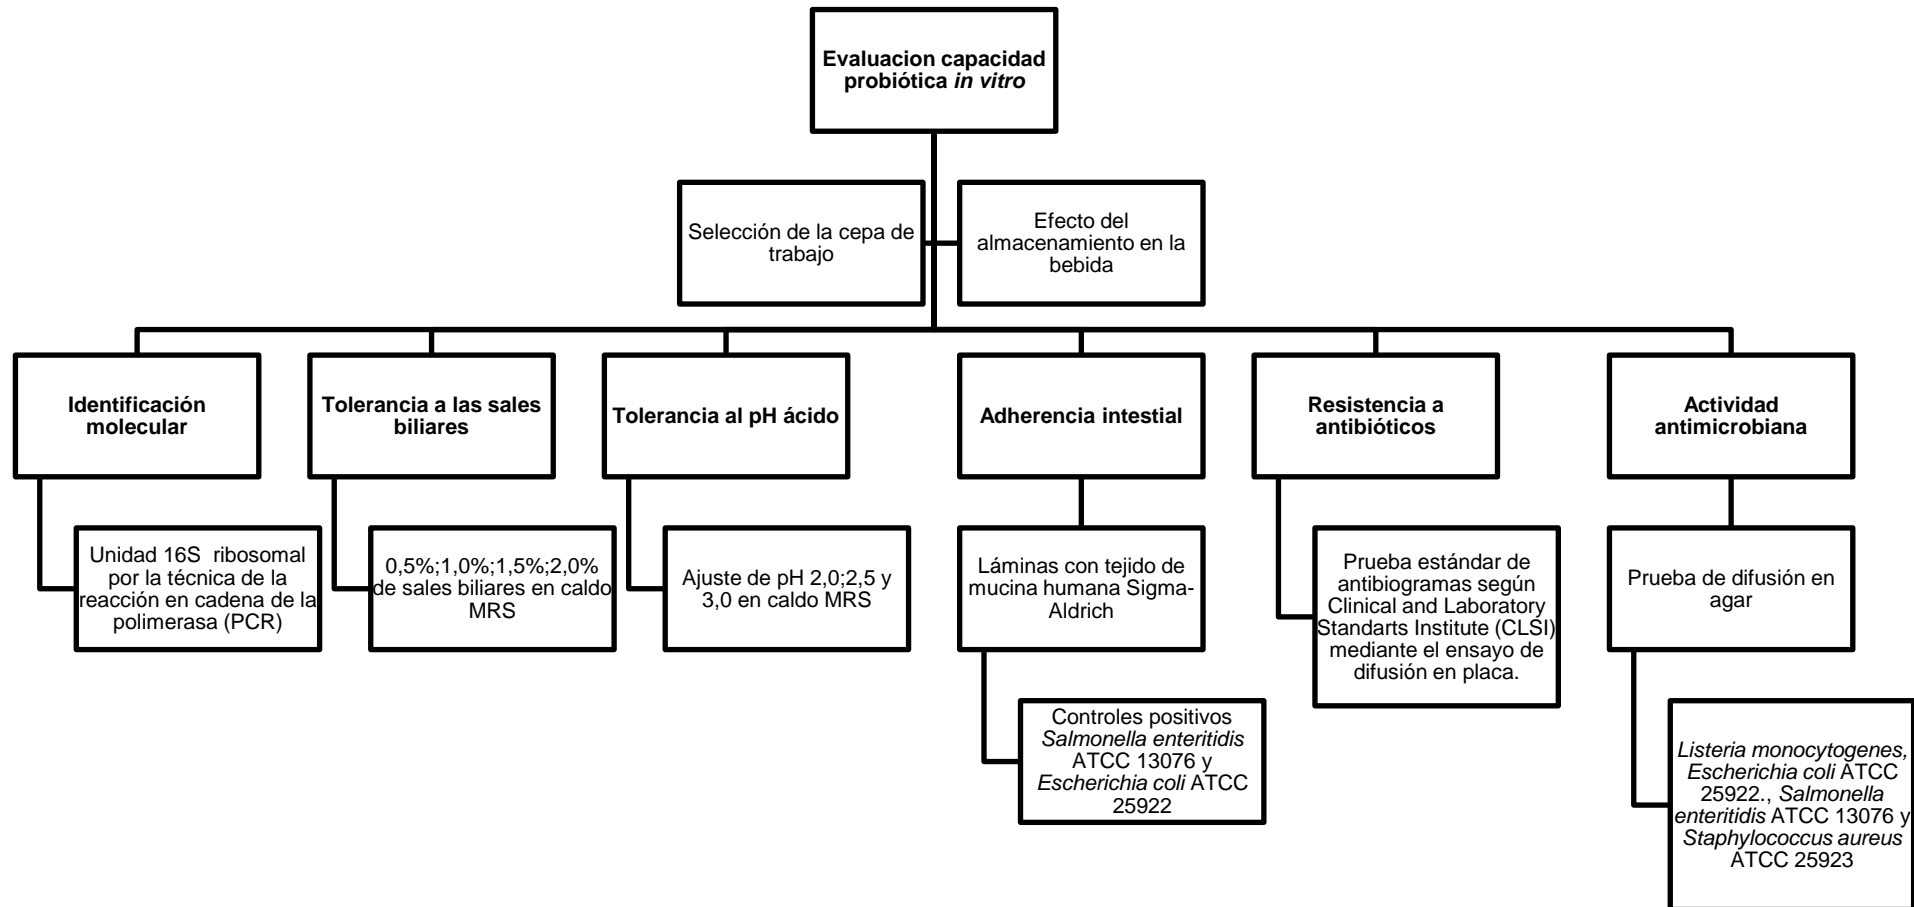 Evaluacion capacidad
probiótica in vitro
Selección de la cepa de
trabajo
Efecto del
almacenamiento en la
bebida
Identificación
molecular
Tolerancia a las sales
biliares
Tolerancia al pH ácido
Adherencia intestial
Resistencia a
antibióticos
Actividad
antimicrobiana
Unidad 16S ribosomal
por la técnica de la
reacción en cadena de la
polimerasa (PCR)
0,5%;1,0%;1,5%;2,0%
de sales biliares en caldo
MRS
Ajuste de pH 2,0;2,5 y
3,0 en caldo MRS
Láminas con tejido de
mucina humana Sigma-
Aldrich
Prueba estándar de
antibiogramas según
Clinical and Laboratory
Standarts Institute (CLSI)
mediante el ensayo de
difusión en placa.
Prueba de difusión en
agar
Controles positivos
Salmonella enteritidis
ATCC 13076 y
Escherichia coli ATCC
25922
Listeria monocytogenes,
Escherichia coli ATCC
25922., Salmonella
enteritidis ATCC 13076 y
Staphylococcus aureus
ATCC 25923